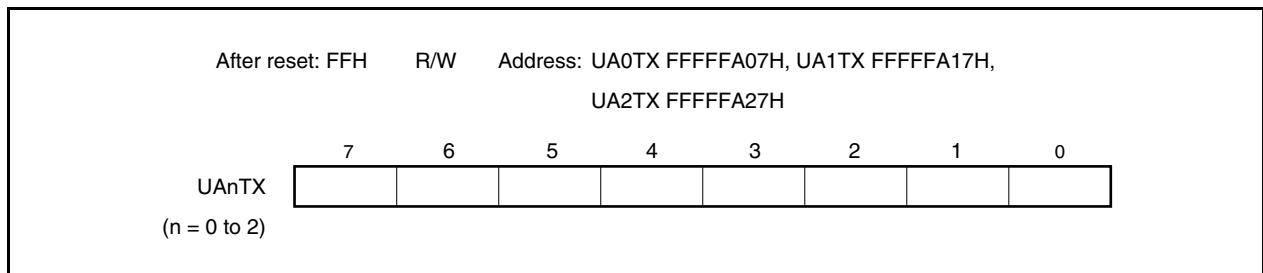 After reset: FFH R/W Address: UA0TX FFFFFA07H, UA1TX FFFFFA17H,
UA2TX FFFFFA27H
7 6 5 4 3 2 1 0
UAnTX
(n = 0 to 2)